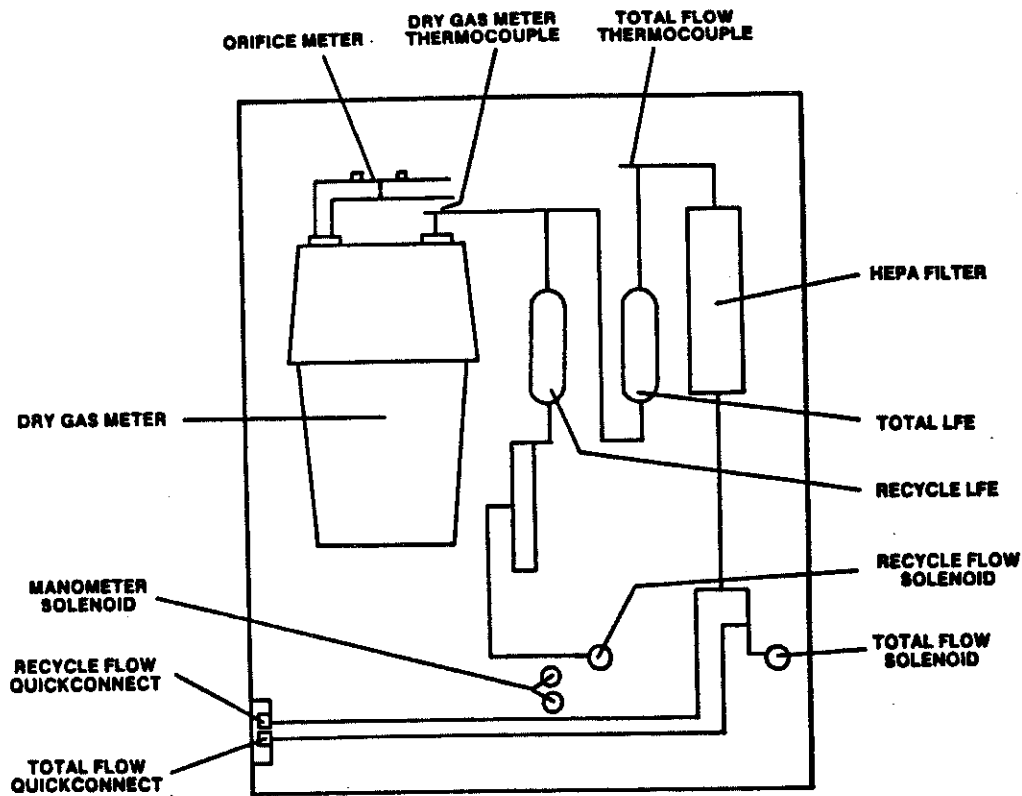 ORIFICE METER
DRY GAS METER
THERMOCOUPLE
TOTAL FLOW
THERMOCOUPLE
HEPA FILTER
DRY GAS METER
TOTAL LFE
RECYCLE LFE
RECYCLE FLOW
SOLENOID
MANOMETER
SOLENOID
TOTAL FLOW
SOLENOID
RECYCLE FLOW
QUICKCONNECT
TOTAL FLOW
QUICKCONNECT